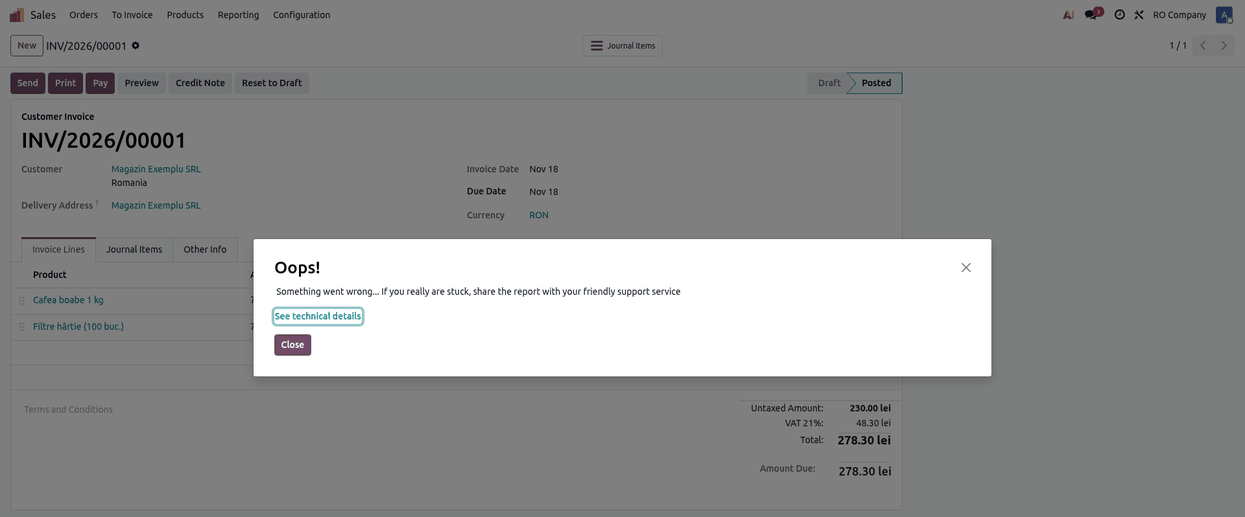 Sales Orders To Invoice Products Reporting Configuration 3 RO Company A
New INV/2026/00001 Journal Items 1 / 1
Send Print Pay Preview Credit Note Reset to Draft Draft Posted
Customer Invoice
INV/2026/00001
Customer Magazin Exemplu SRL Invoice Date Nov 18
Romania
Due Date Nov 18
Delivery Address ? Magazin Exemplu SRL
Currency RON
Invoice Lines Journal Items Other Info
Oops!
Product
Something went wrong... If you really are stuck, share the report with your friendly support service
Cafea boabe 1 kg
See technical details
Filtre hârtie (100 buc.)
Close
Terms and Conditions
Untaxed Amount: 230.00 lei
VAT 21%: 48.30 lei
Total: 278.30 lei
Amount Due: 278.30 lei